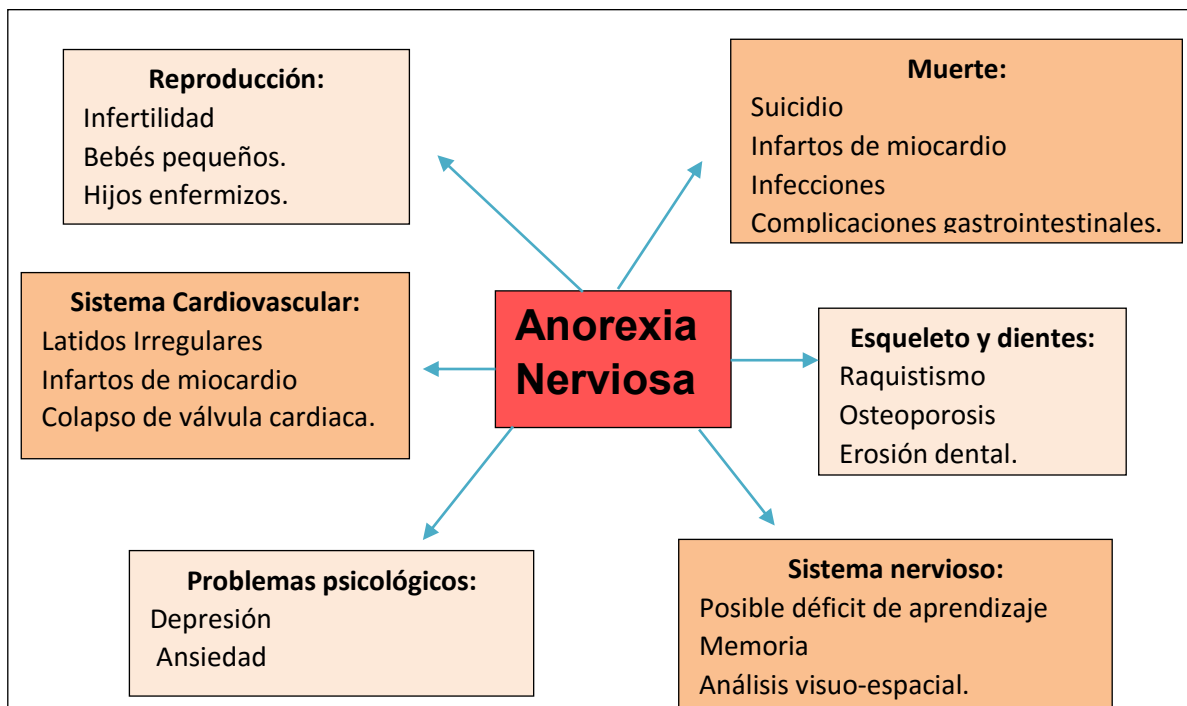 Reproducción:
Infertilidad
Bebés pequeños.
Hijos enfermizos.
Muerte:
Suicidio
Infartos de miocardio
Infecciones
Complicaciones gastrointestinales.
Sistema Cardiovascular:
Latidos Irregulares
Infartos de miocardio
Colapso de válvula cardiaca.
Anorexia
Nerviosa
Esqueleto y dientes:
Raquistismo
Osteoporosis
Erosión dental.
Problemas psicológicos:
Depresión
Ansiedad
Sistema nervioso:
Posible déficit de aprendizaje
Memoria
Análisis visuo-espacial.